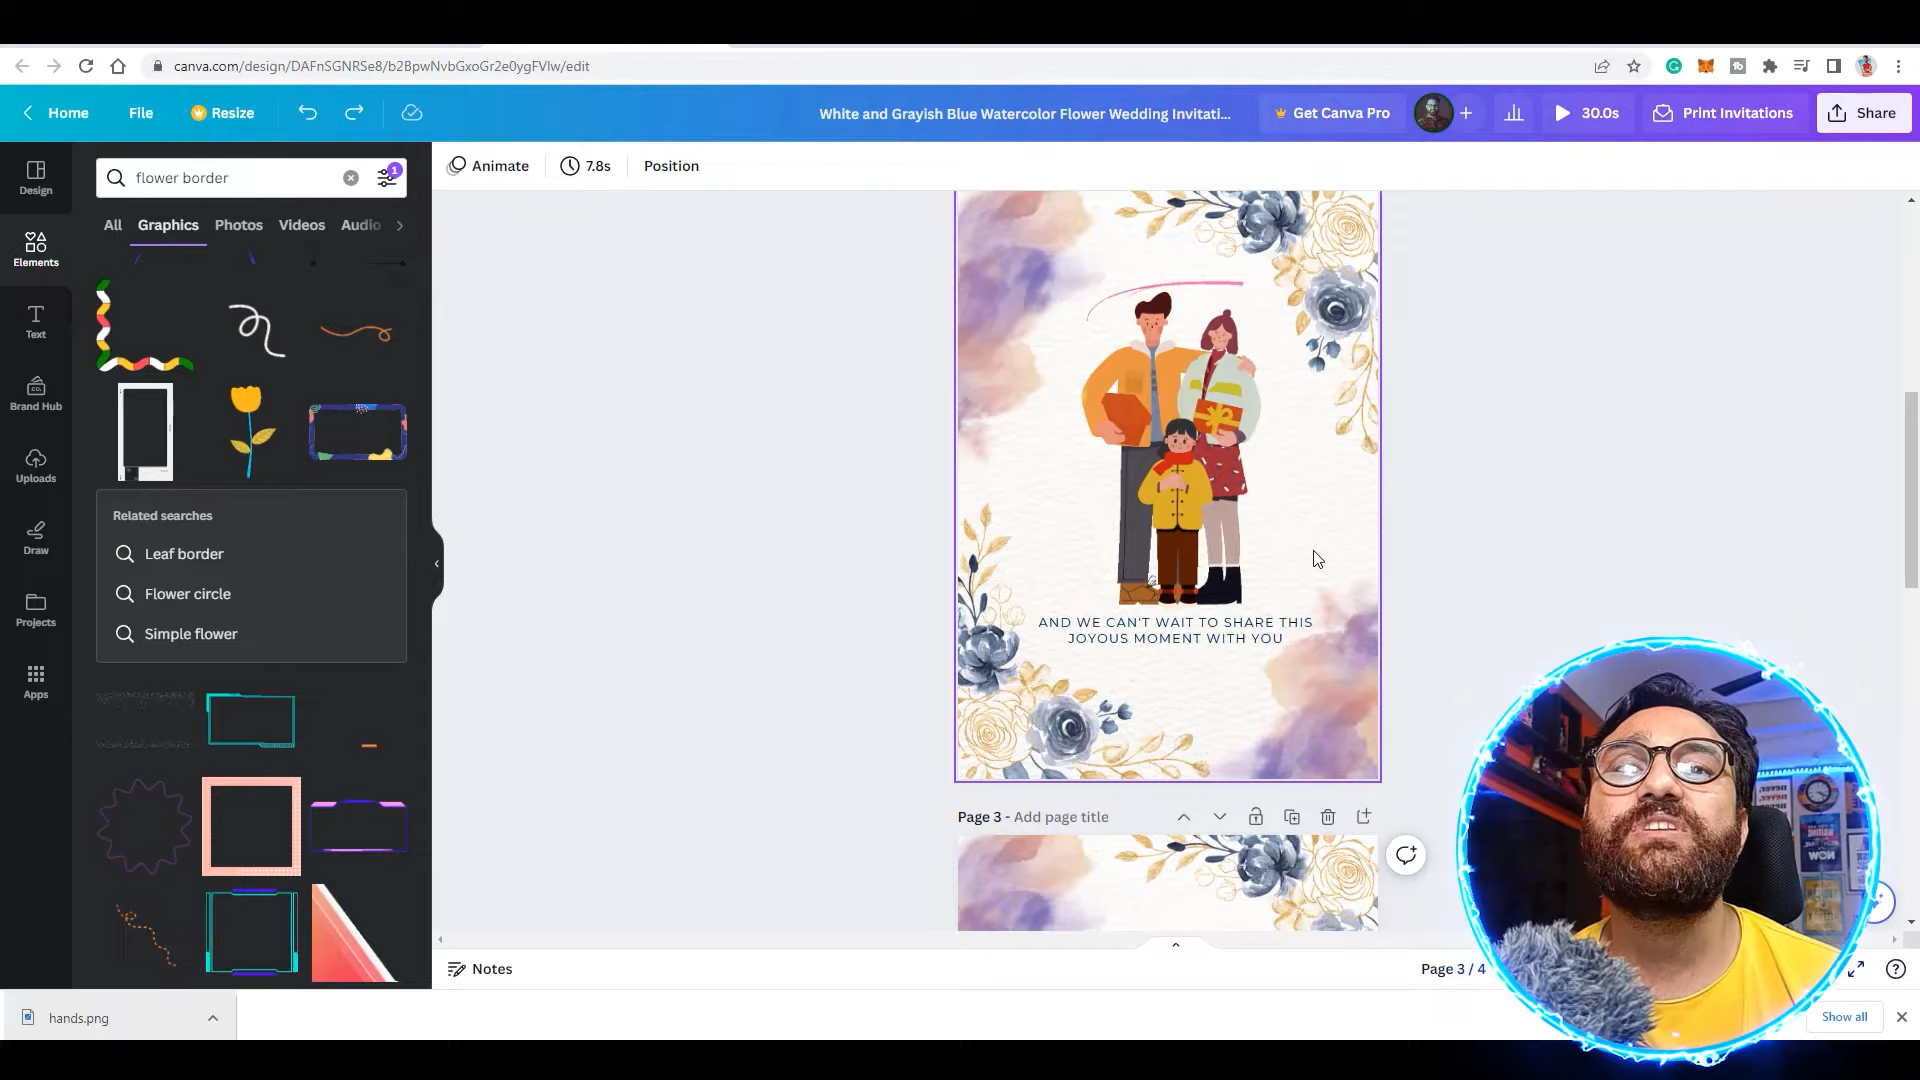 canva.com/design/DAFnSGNRSe8/b2BpwNvbGxoGr2e0ygFVlw/edit
Home
File
Resize
White and Grayish Blue Watercolor Flower Wedding Invitati...
Get Canva Pro
30.0s
Print Invitations
Share
Design
Elements
Text
Brand Hub
Uploads
Draw
Projects
Apps
flower border
1
All
Graphics
Photos
Videos
Audio
Related searches
Leaf border
Flower circle
Simple flower
Animate
7.8s
Position
AND WE CAN'T WAIT TO SHARE THIS
JOYOUS MOMENT WITH YOU
Page 3 - Add page title
Notes
Page 3 / 4
hands.png
Show all